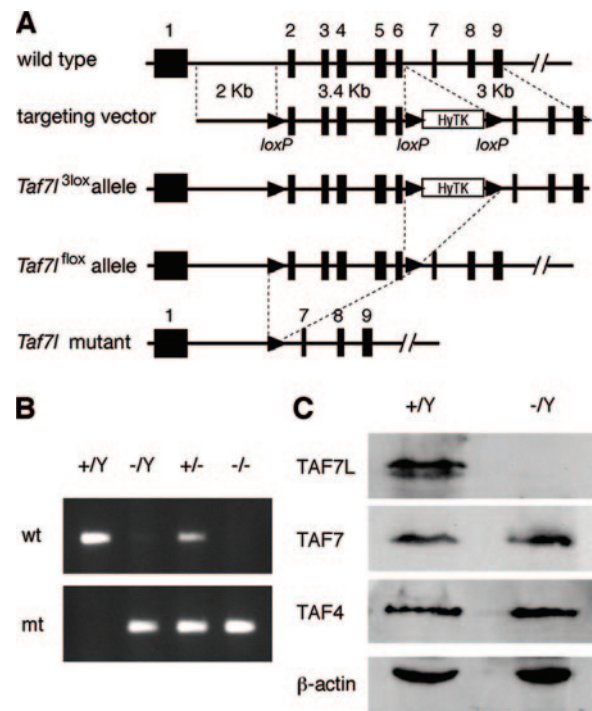 A
1 2 3 4 5 6 7 8 9
wild type
2 Kb 3.4 Kb 3 Kb
targeting vector
HyTK
loxP loxP loxP
Taf7l 3lox allele
HyTK
Taf7l flox allele
1 7 8 9
Taf7l mutant
B
+/Y -/Y +/- -/-
wt
mt
C
+/Y -/Y
TAF7L
TAF7
TAF4
β-actin